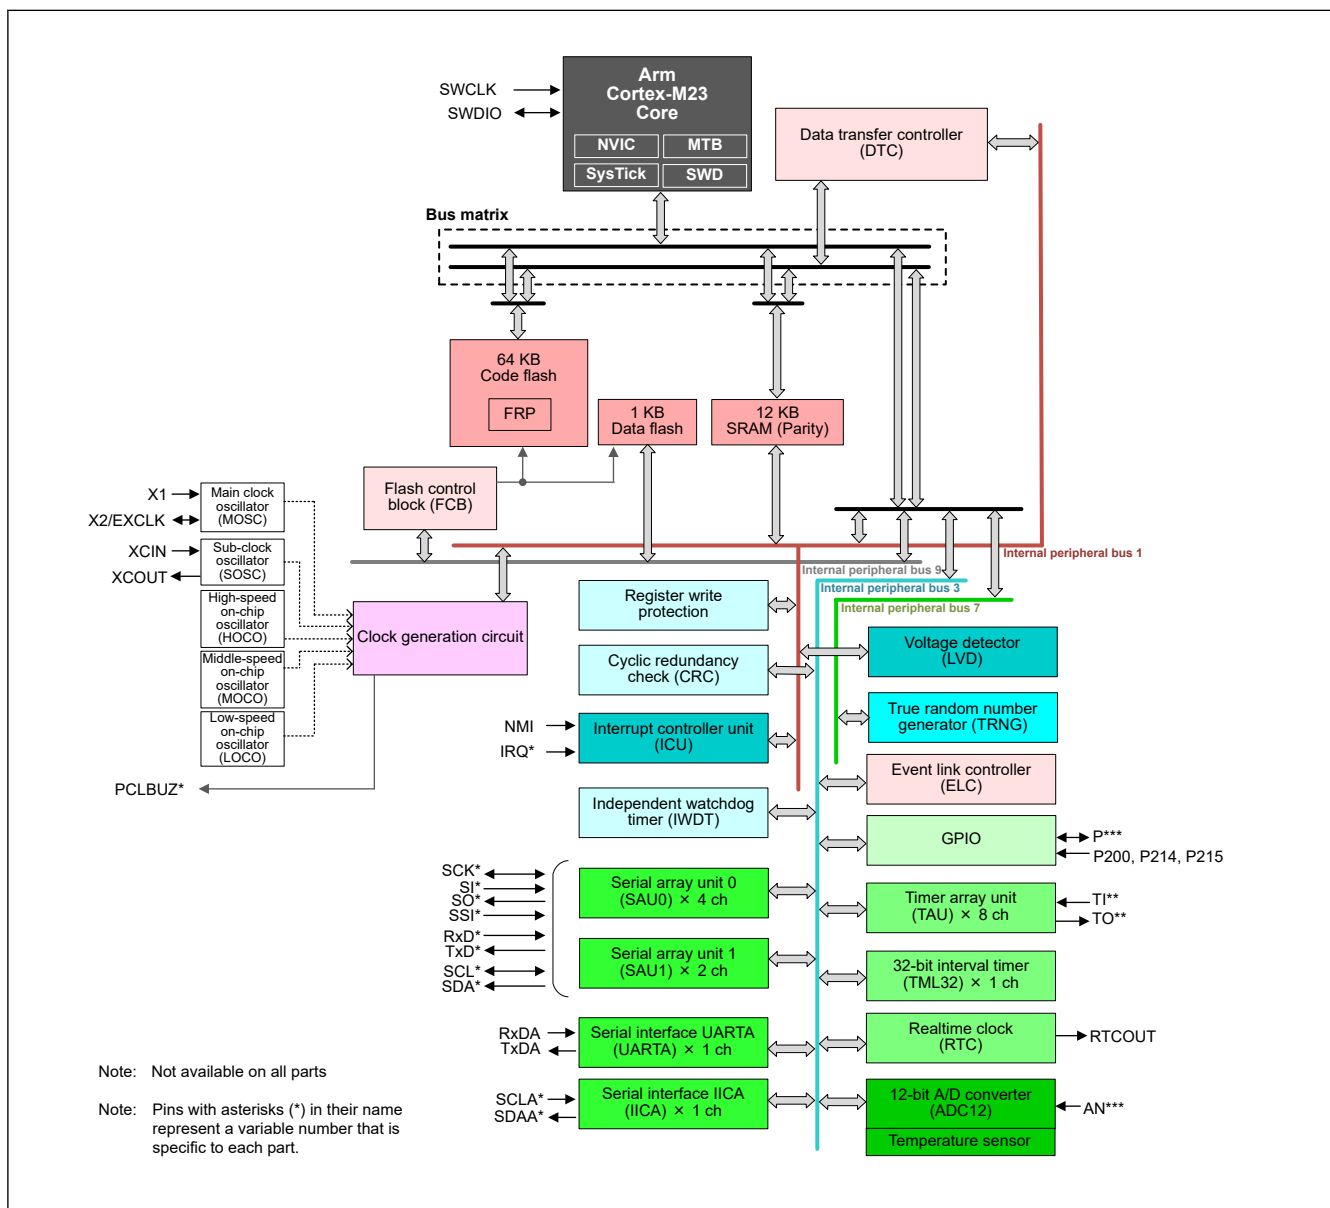 Arm
Cortex-M23
Core
NVIC
MTB
SysTick
SWD
SWCLK
SWDIO
Data transfer controller
(DTC)
Bus matrix
64 KB
Code flash
FRP
1 KB
Data flash
12 KB
SRAM (Parity)
Flash control
block (FCB)
X1
X2/EXCLK
XCIN
XCOUT
Main clock
oscillator
(MOSC)
Sub-clock
oscillator
(SOSC)
High-speed
on-chip
oscillator
(HOCO)
Middle-speed
on-chip
oscillator
(MOCO)
Low-speed
on-chip
oscillator
(LOCO)
Clock generation circuit
PCLBUZ*
Internal peripheral bus 1
Internal peripheral bus 9
Internal peripheral bus 3
Internal peripheral bus 7
Register write
protection
Cyclic redundancy
check (CRC)
NMI
IRQ*
Interrupt controller unit
(ICU)
Independent watchdog
timer (IWDT)
SCK*
SI*
SO*
SSI*
RxD*
TxD*
SCL*
SDA*
Serial array unit 0
(SAU0) × 4 ch
Serial array unit 1
(SAU1) × 2 ch
RxDA
TxDA
Serial interface UARTA
(UARTA) × 1 ch
SCLA*
SDAA*
Serial interface IICA
(IICA) × 1 ch
Voltage detector
(LVD)
True random number
generator (TRNG)
Event link controller
(ELC)
GPIO
P***
P200, P214, P215
Timer array unit
(TAU) × 8 ch
TI**
TO**
32-bit interval timer
(TML32) × 1 ch
Realtime clock
(RTC)
RTCOUT
12-bit A/D converter
(ADC12)
AN***
Temperature sensor
Note: Not available on all parts
Note: Pins with asterisks (*) in their name
represent a variable number that is
specific to each part.